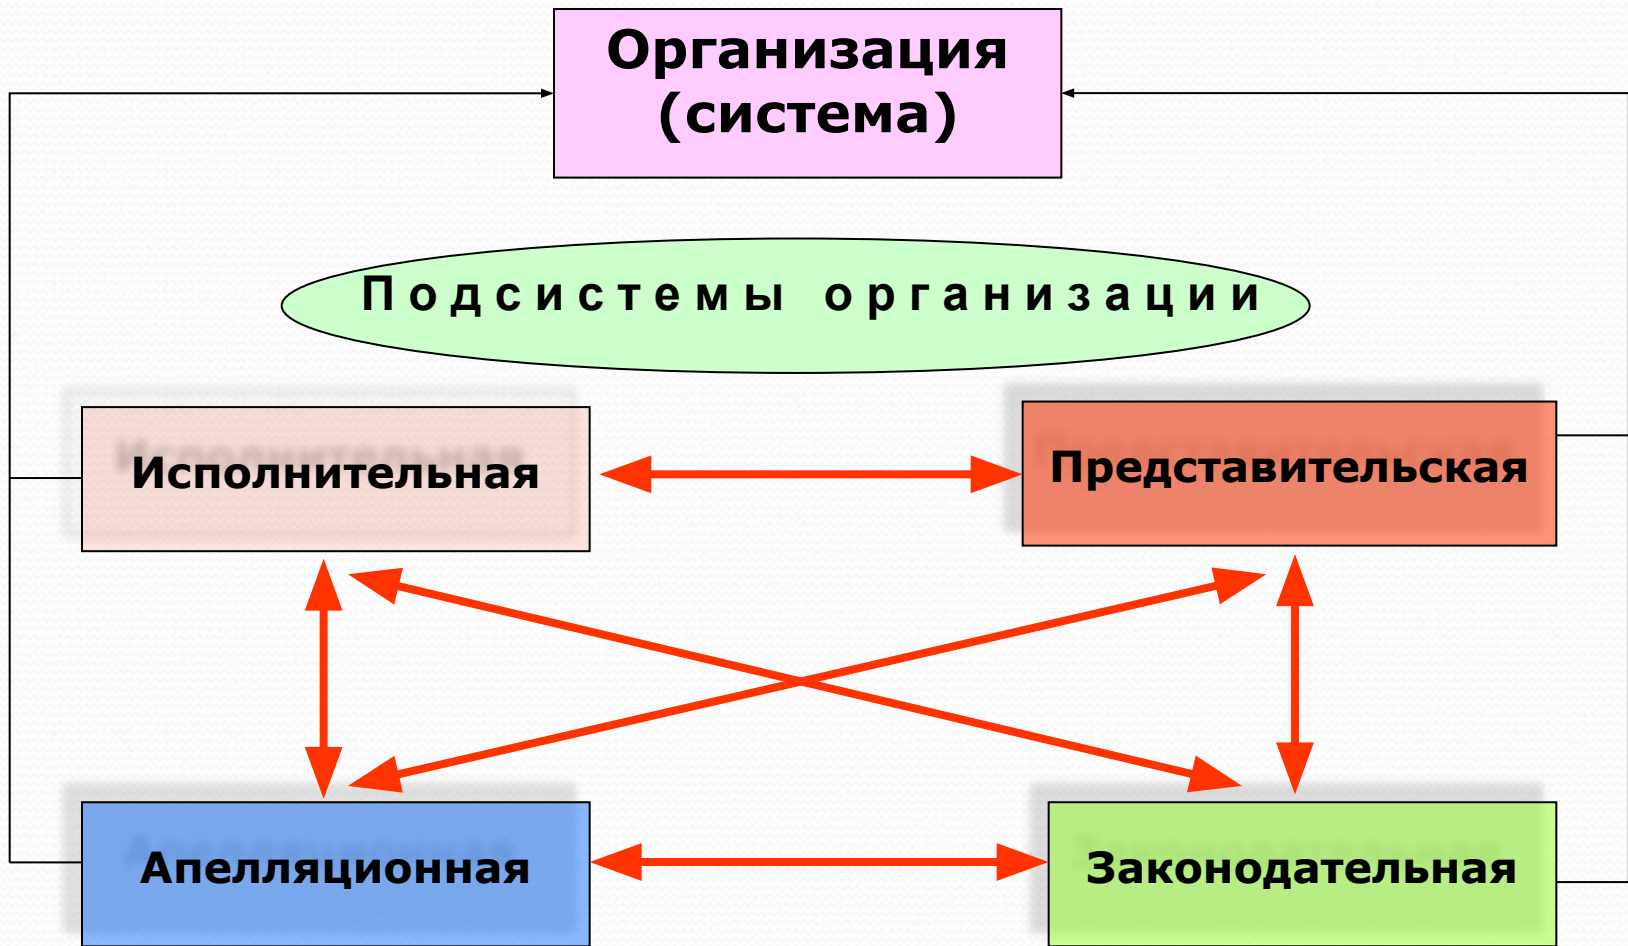 Организация
(система)
Подсистемы организации
Исполнительная
Представительская
Апелляционная
Законодательная